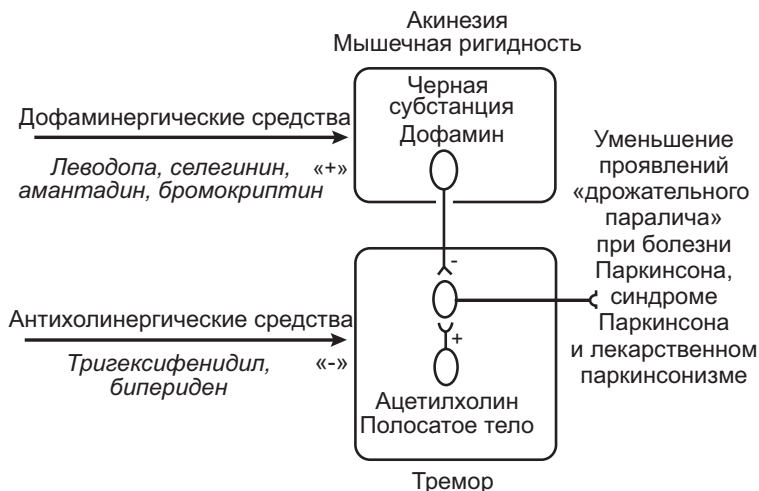 Акинезия
Мышечная ригидность
Черная
субстанция
Дофамин
Дофаминергические средства
Леводопа, селегинин, «+»
амантадин, бромокриптин
Уменьшение
проявлений
«дрожательного
паралича»
при болезни
Паркинсона,
синдроме
Паркинсона
и лекарственном
паркинсонизме
-
+
Антихолинергические средства
Тригексифенидил, «-»
бипериден
Ацетилхолин
Полосатое тело
Тремор